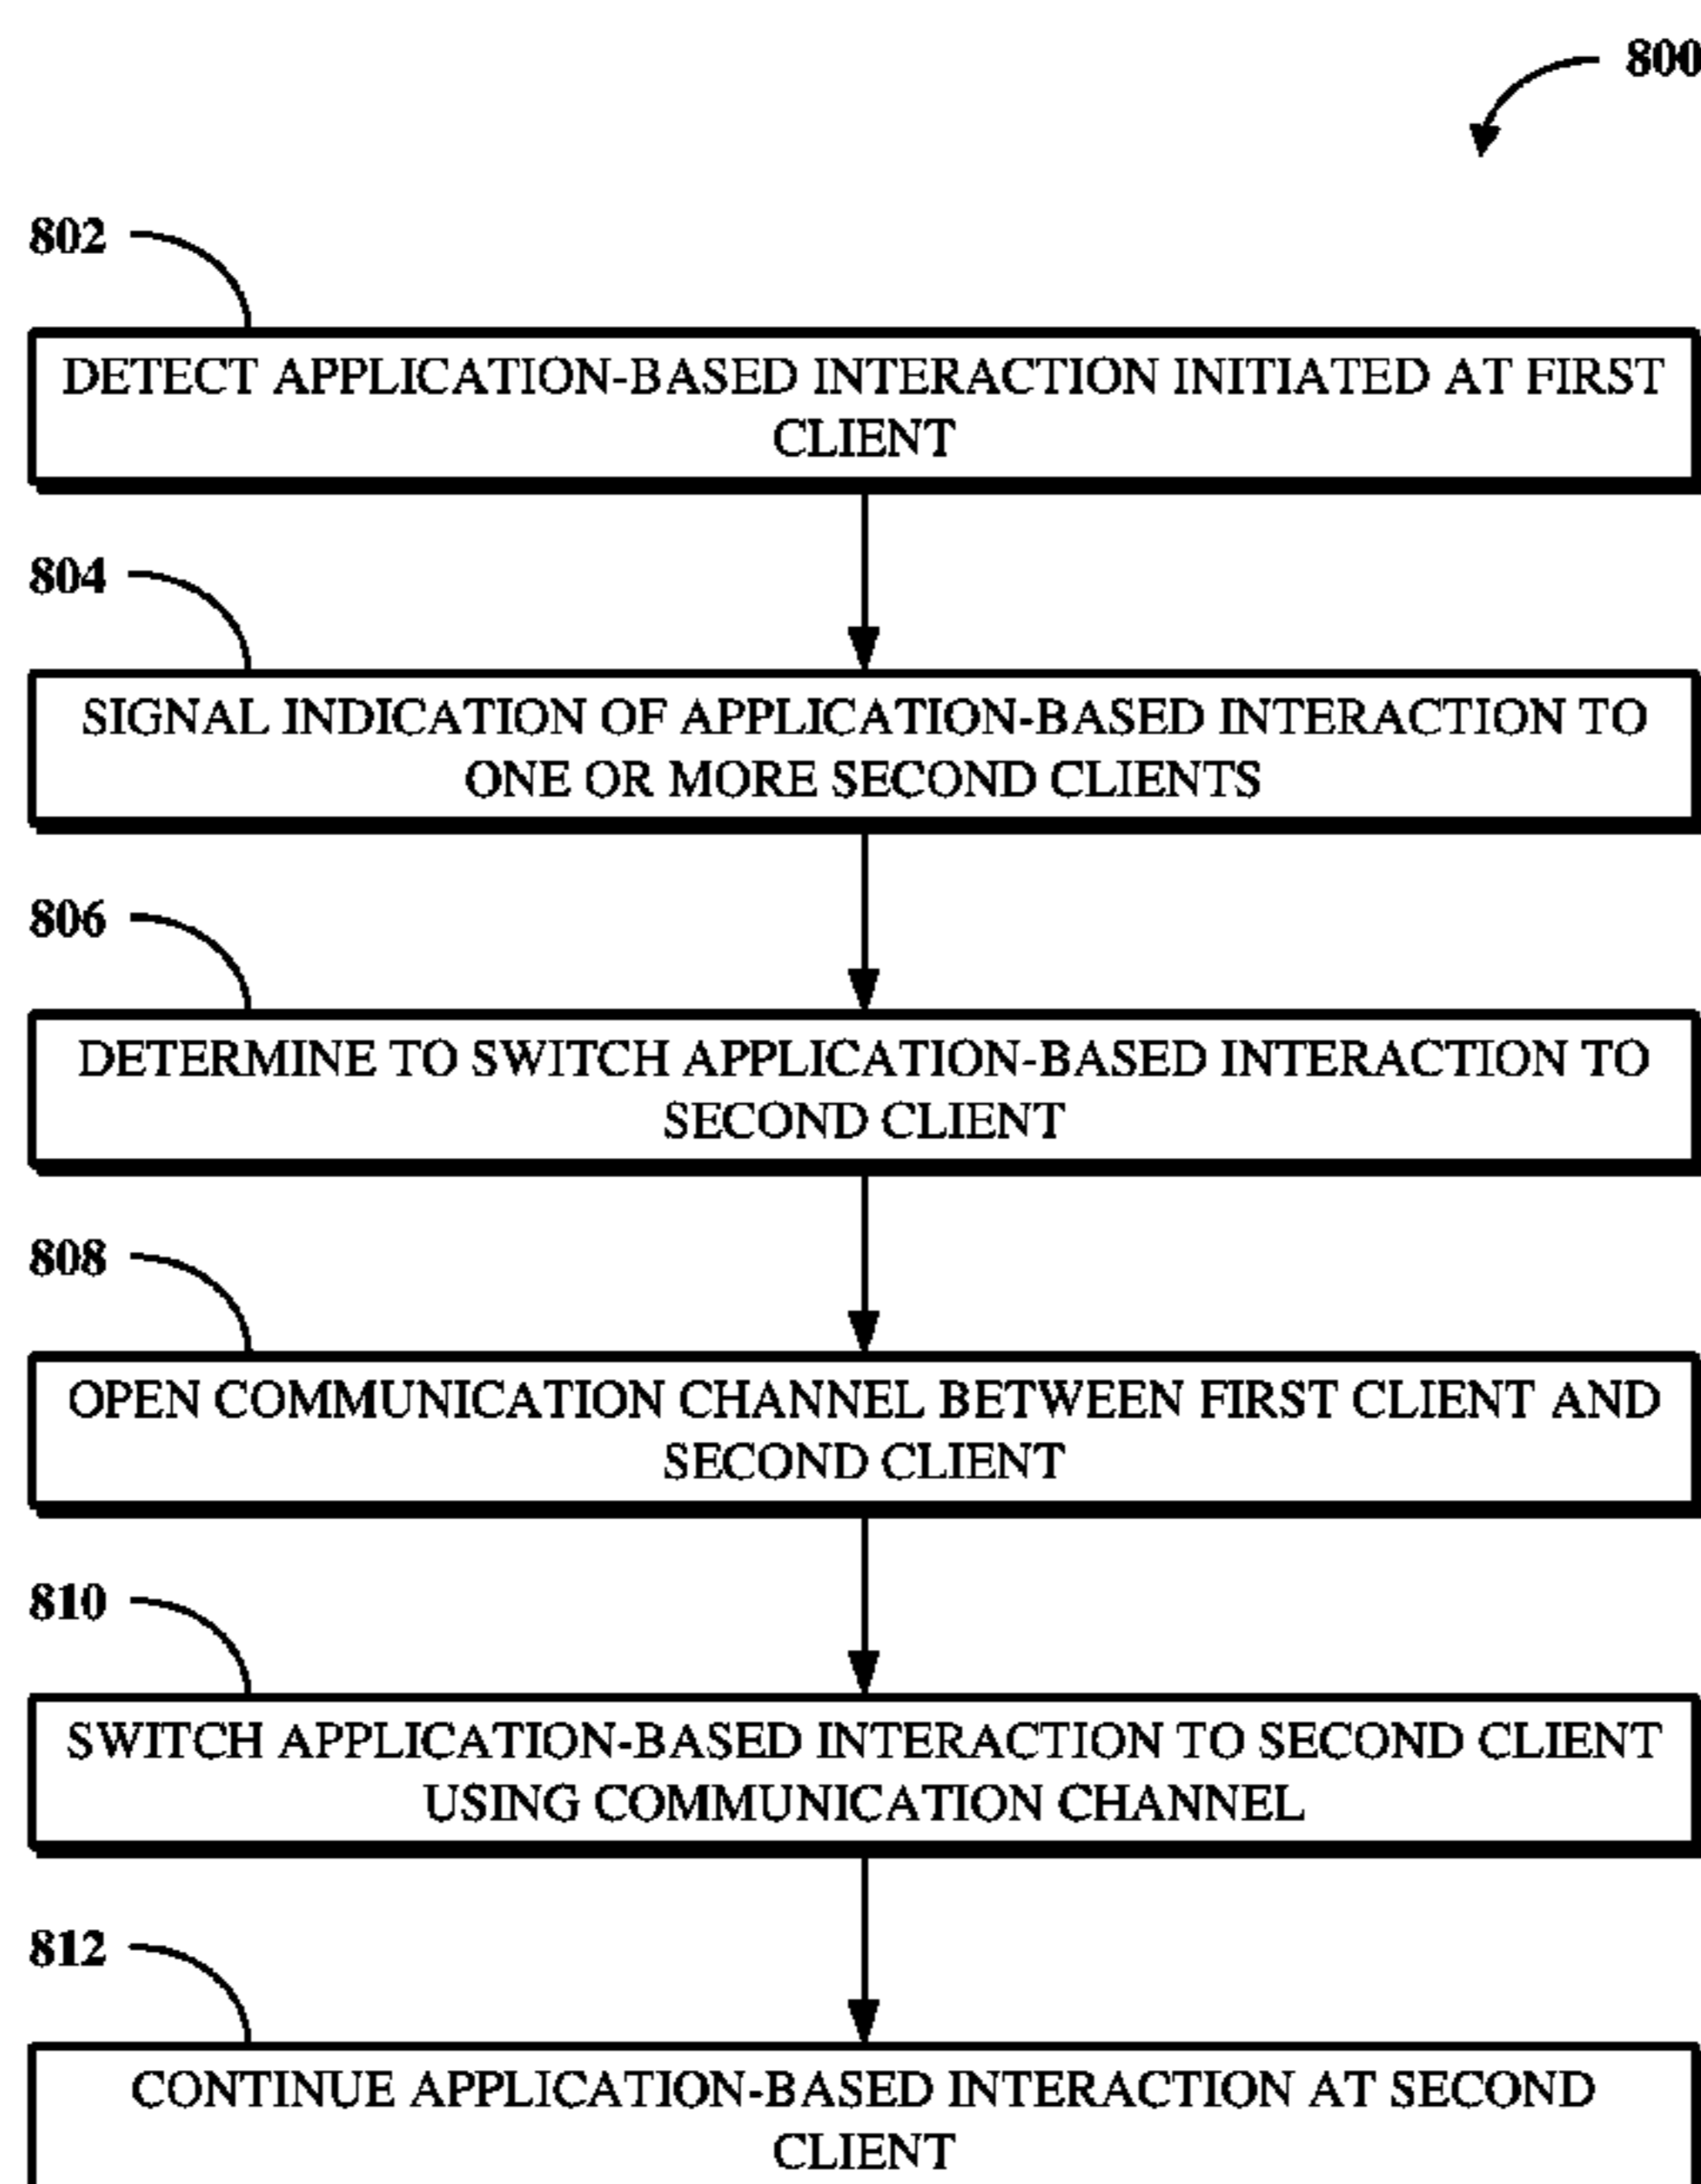 800
802
DETECT APPLICATION-BASED INTERACTION INITIATED AT FIRST
CLIENT
804
SIGNAL INDICATION OF APPLICATION-BASED INTERACTION TO
ONE OR MORE SECOND CLIENTS
806
DETERMINE TO SWITCH APPLICATION-BASED INTERACTION TO
SECOND CLIENT
808
OPEN COMMUNICATION CHANNEL BETWEEN FIRST CLIENT AND
SECOND CLIENT
810
SWITCH APPLICATION-BASED INTERACTION TO SECOND CLIENT
USING COMMUNICATION CHANNEL
812
CONTINUE APPLICATION-BASED INTERACTION AT SECOND
CLIENT